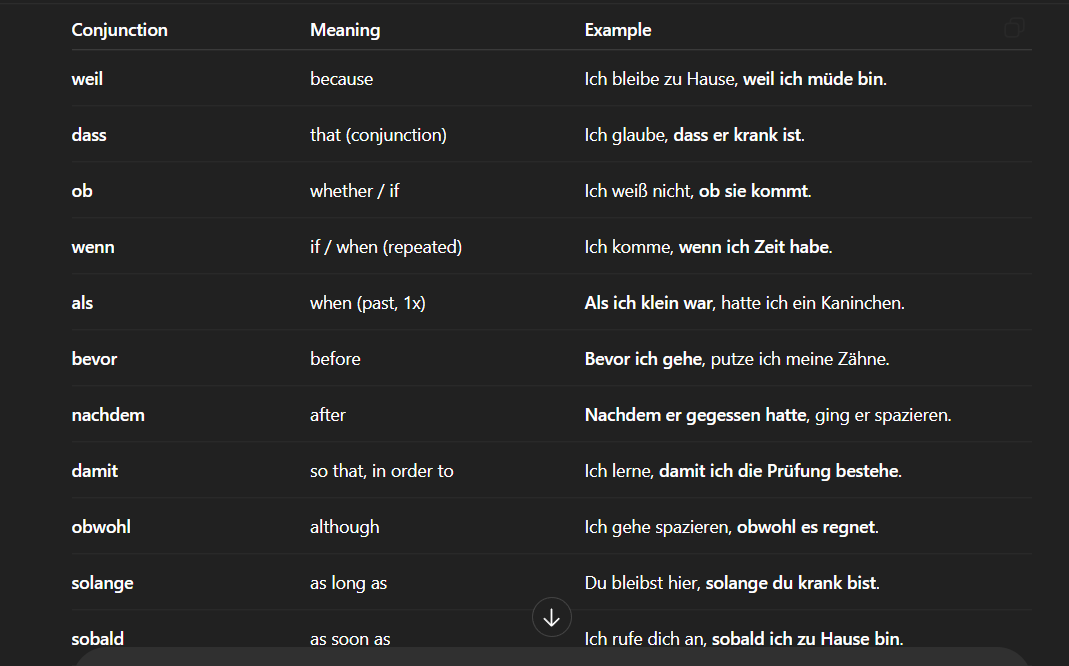 Conjunction Meaning Example
weil because Ich bleibe zu Hause, weil ich müde bin.
dass that (conjunction) Ich glaube, dass er krank ist.
ob whether / if Ich weiß nicht, ob sie kommt.
wenn if / when (repeated) Ich komme, wenn ich Zeit habe.
als when (past, 1x) Als ich klein war, hatte ich ein Kaninchen.
bevor before Bevor ich gehe, putze ich meine Zähne.
nachdem after Nachdem er gegessen hatte, ging er spazieren.
damit so that, in order to Ich lerne, damit ich die Prüfung bestehe.
obwohl although Ich gehe spazieren, obwohl es regnet.
solange as long as Du bleibst hier, solange du krank bist.
sobald as soon as Ich rufe dich an, sobald ich zu Hause bin.